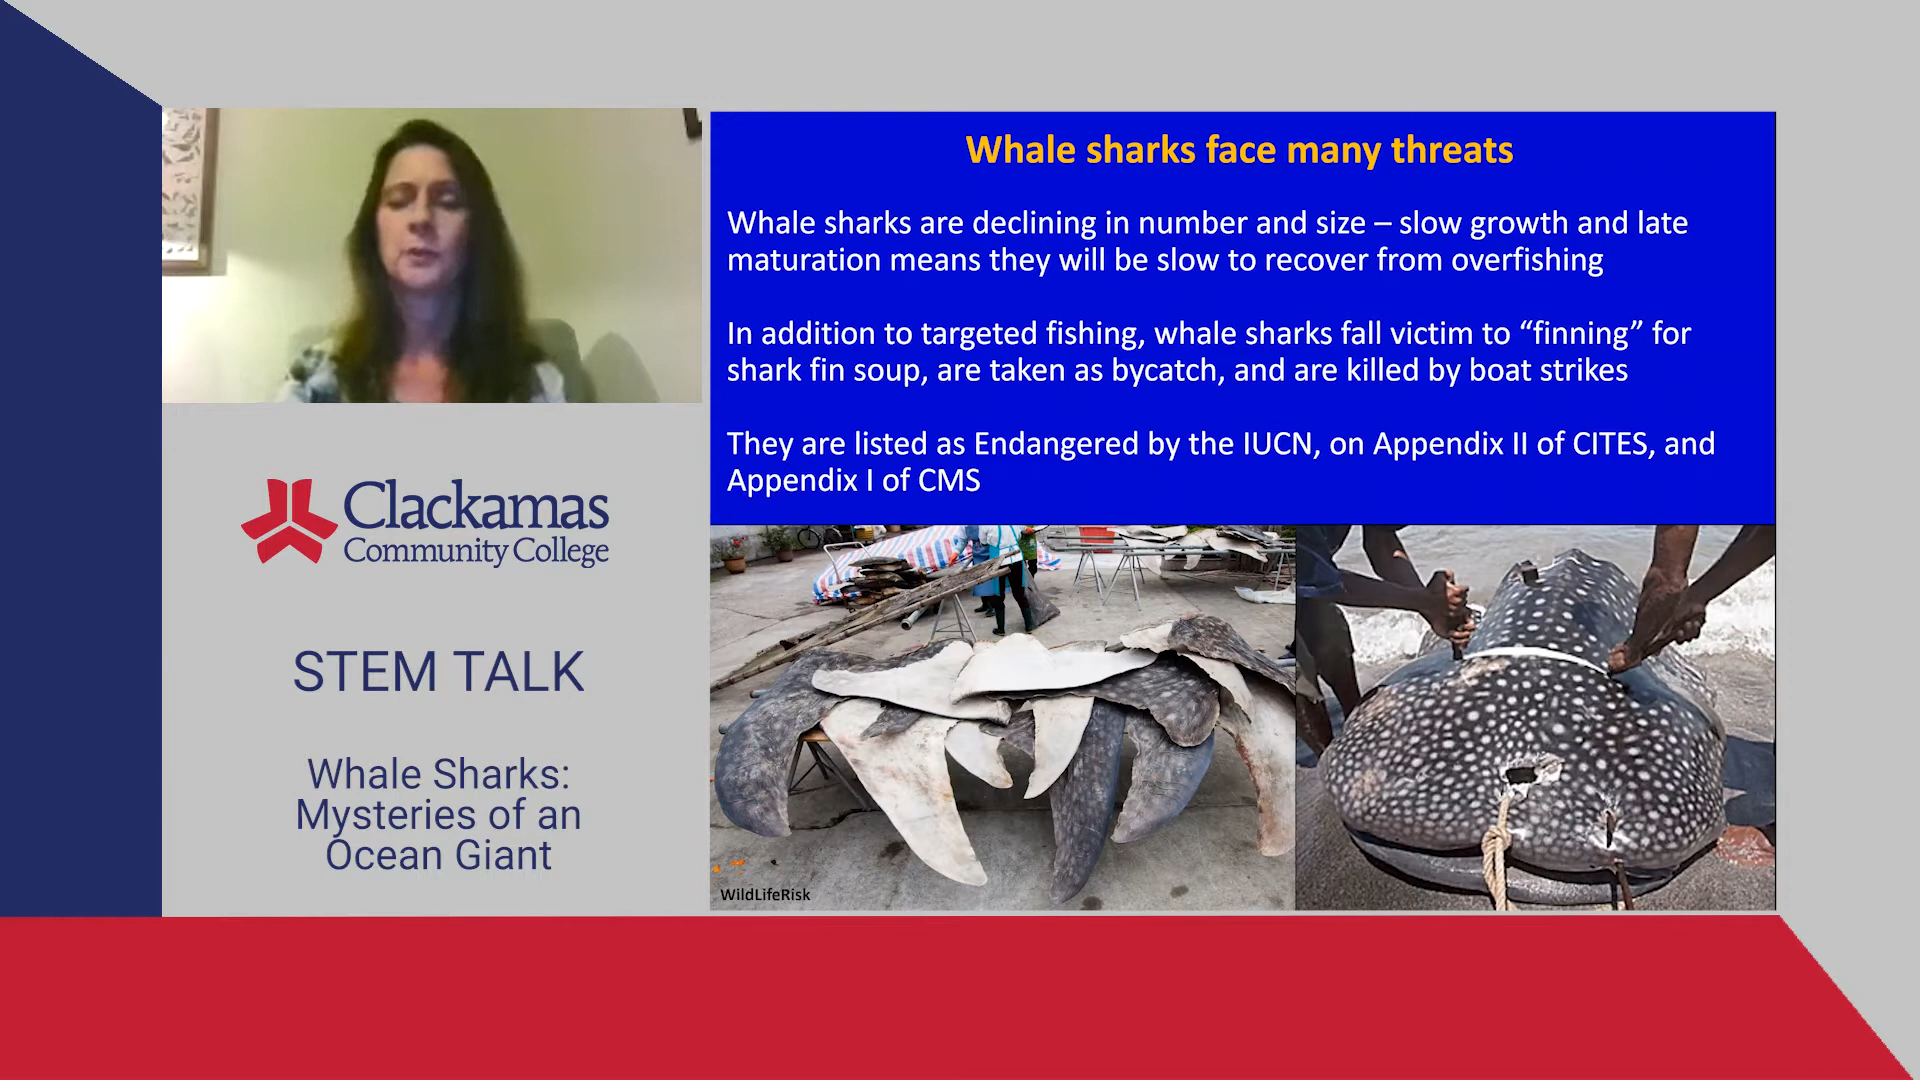 Clackamas
Community College
STEM TALK
Whale Sharks:
Mysteries of an
Ocean Giant
Whale sharks face many threats
Whale sharks are declining in number and size – slow growth and late
maturation means they will be slow to recover from overfishing
In addition to targeted fishing, whale sharks fall victim to “finning” for
shark fin soup, are taken as bycatch, and are killed by boat strikes
They are listed as Endangered by the IUCN, on Appendix II of CITES, and
Appendix I of CMS
WildLifeRisk